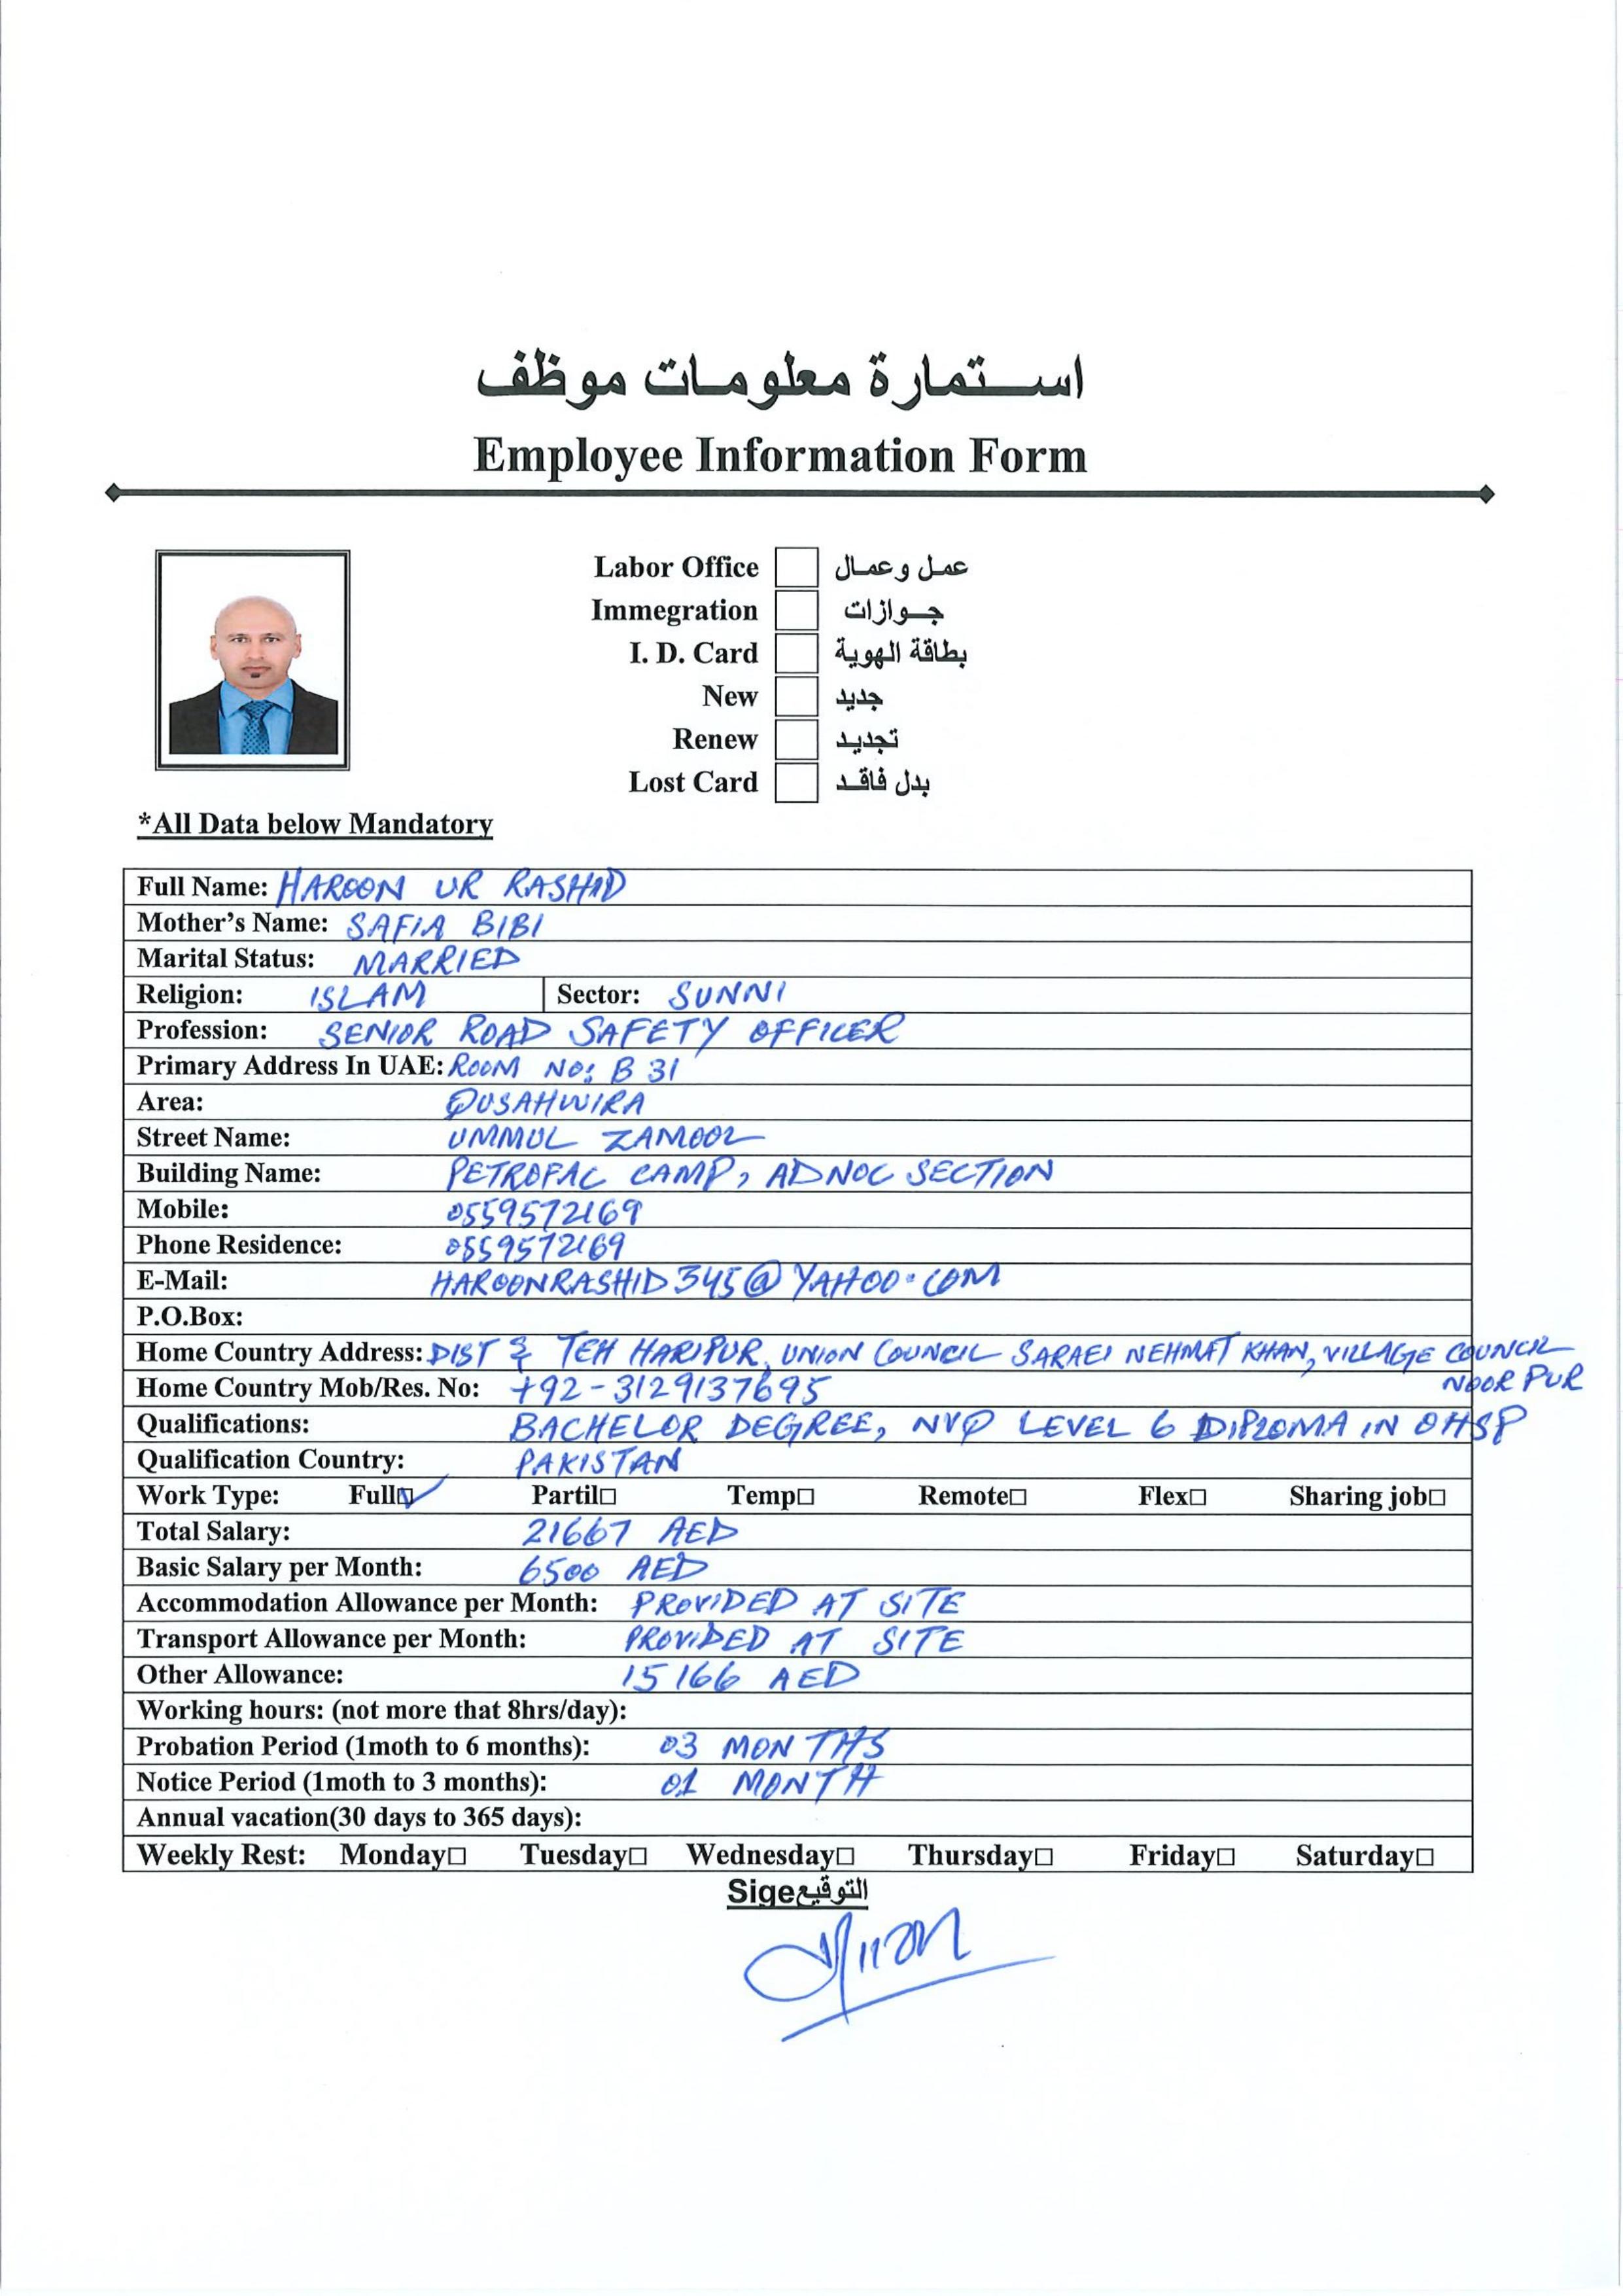 استمارة معلومات موظف
Employee Information Form
Labor Office عمل وعمال
Immegration جوازات
I. D. Card بطاقة الهوية
New جديد
Renew تجديد
Lost Card بدل فاقد
*All Data below Mandatory
Full Name: HAROON UR RASHID
Mother's Name: SAFIA BIBI
Marital Status: MARRIED
Religion: ISLAM Sector: SUNNI
Profession: SENIOR ROAD SAFETY OFFICER
Primary Address In UAE: ROOM NO: B 31
Area: QUSAHWIRA
Street Name: UMMUL ZAMOOL
Building Name: PETROFAC CAMP, ADNOC SECTION
Mobile: 0559572169
Phone Residence: 0559572169
E-Mail: HAROONRASHID345@YAHOO.COM
P.O.Box:
Home Country Address: DIST & TEH HARIPUR, UNION COUNCIL SARAEI NEHMAT KHAN, VILLAGE COUNCIL
NOOR PUR
Home Country Mob/Res. No: +92-3129137695
Qualifications: BACHELOR DEGREE, NVQ LEVEL 6 DIPLOMA IN OHSP
Qualification Country: PAKISTAN
Work Type: Full☑ Partil□ Temp□ Remote□ Flex□ Sharing job□
Total Salary: 21667 AED
Basic Salary per Month: 6500 AED
Accommodation Allowance per Month: PROVIDED AT SITE
Transport Allowance per Month: PROVIDED AT SITE
Other Allowance: 15166 AED
Working hours: (not more that 8hrs/day):
Probation Period (1moth to 6 months): 03 MONTHS
Notice Period (1moth to 3 months): 01 MONTH
Annual vacation(30 days to 365 days):
Weekly Rest: Monday□ Tuesday□ Wednesday□ Thursday□ Friday□ Saturday□
Sigeالتوقيع